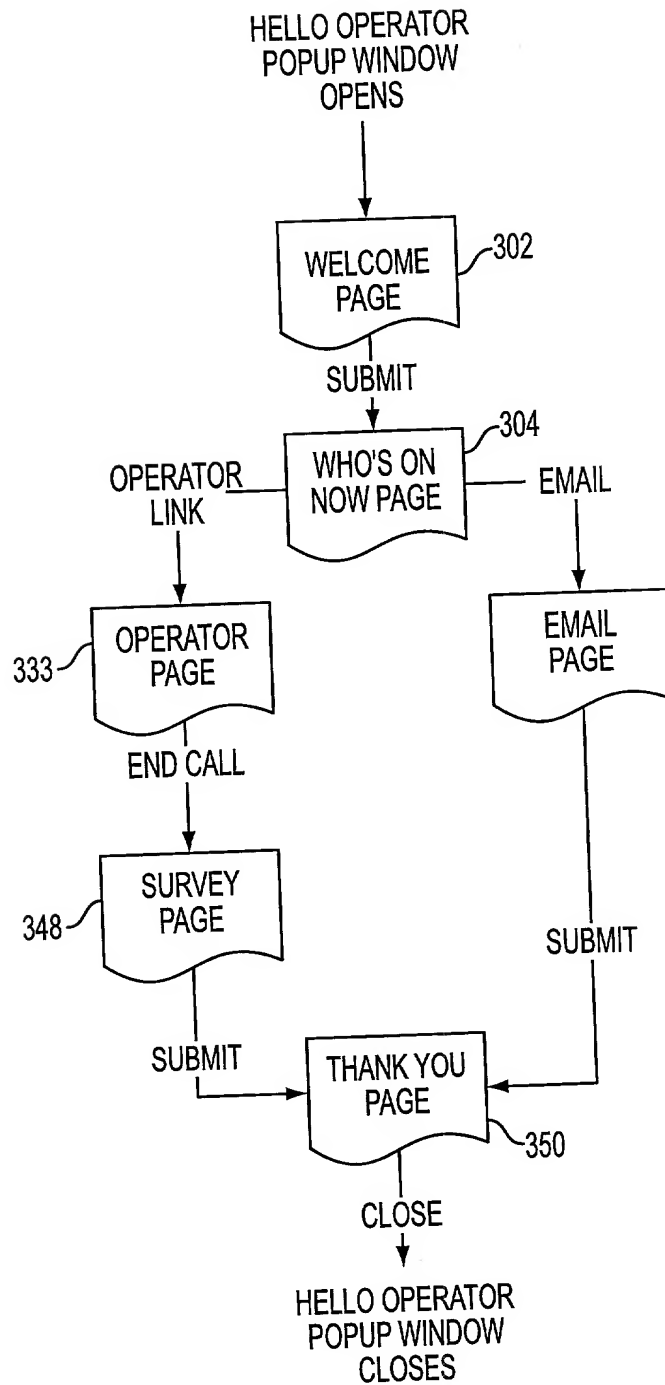 HELLO OPERATOR
POPUP WINDOW
OPENS
WELCOME
PAGE
302
SUBMIT
304
WHO'S ON
NOW PAGE
OPERATOR
LINK
EMAIL
OPERATOR
PAGE
333
EMAIL
PAGE
END CALL
SURVEY
PAGE
348
SUBMIT
SUBMIT
THANK YOU
PAGE
350
CLOSE
HELLO OPERATOR
POPUP WINDOW
CLOSES